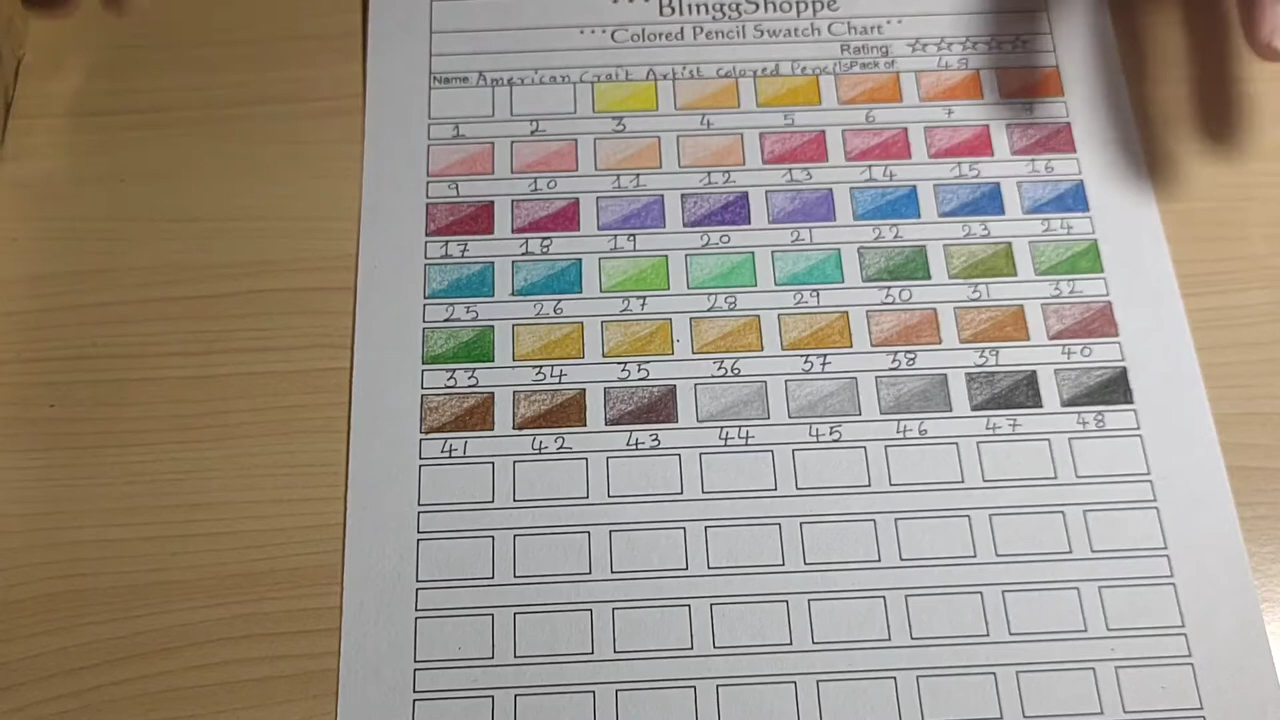 ***BlinggShoppe
***Colored Pencil Swatch Chart**
Rating: ☆☆☆☆☆
Name: American Craft Artist Colored Pencils Pack of: 48
1 2 3 4 5 6 7 8
9 10 11 12 13 14 15 16
17 18 19 20 21 22 23 24
25 26 27 28 29 30 31 32
33 34 35 36 37 38 39 40
41 42 43 44 45 46 47 48